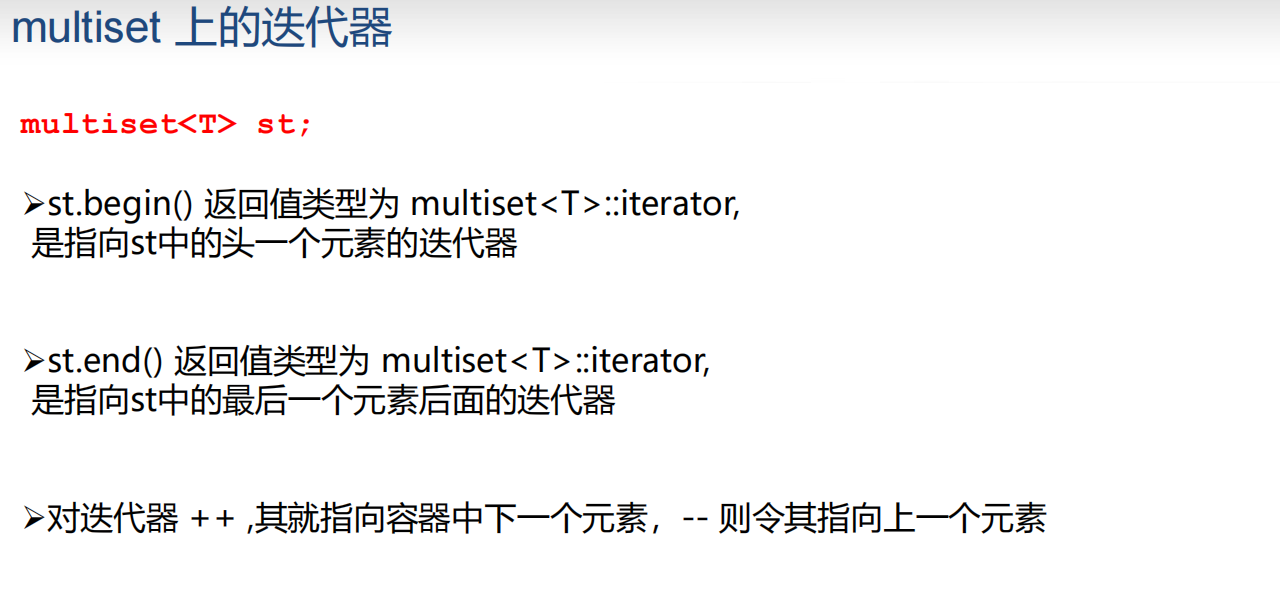 multiset 上的迭代器
multiset<T> st;
➢st.begin() 返回值类型为 multiset<T>::iterator,
是指向st中的头一个元素的迭代器
➢st.end() 返回值类型为 multiset<T>::iterator,
是指向st中的最后一个元素后面的迭代器
➢对迭代器 ++ ,其就指向容器中下一个元素，-- 则令其指向上一个元素